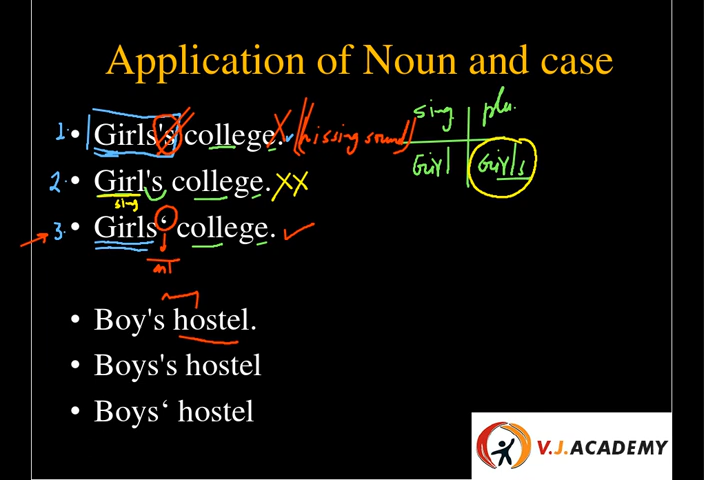 Application of Noun and case
1. • Girls's college. X (hissing sound)
sing plu.
Girl Girls
2. • Girl's college. XX
sing
3. • Girls‘ college. ✓
• Boy's hostel.
• Boys's hostel
• Boys‘ hostel
V.J.ACADEMY